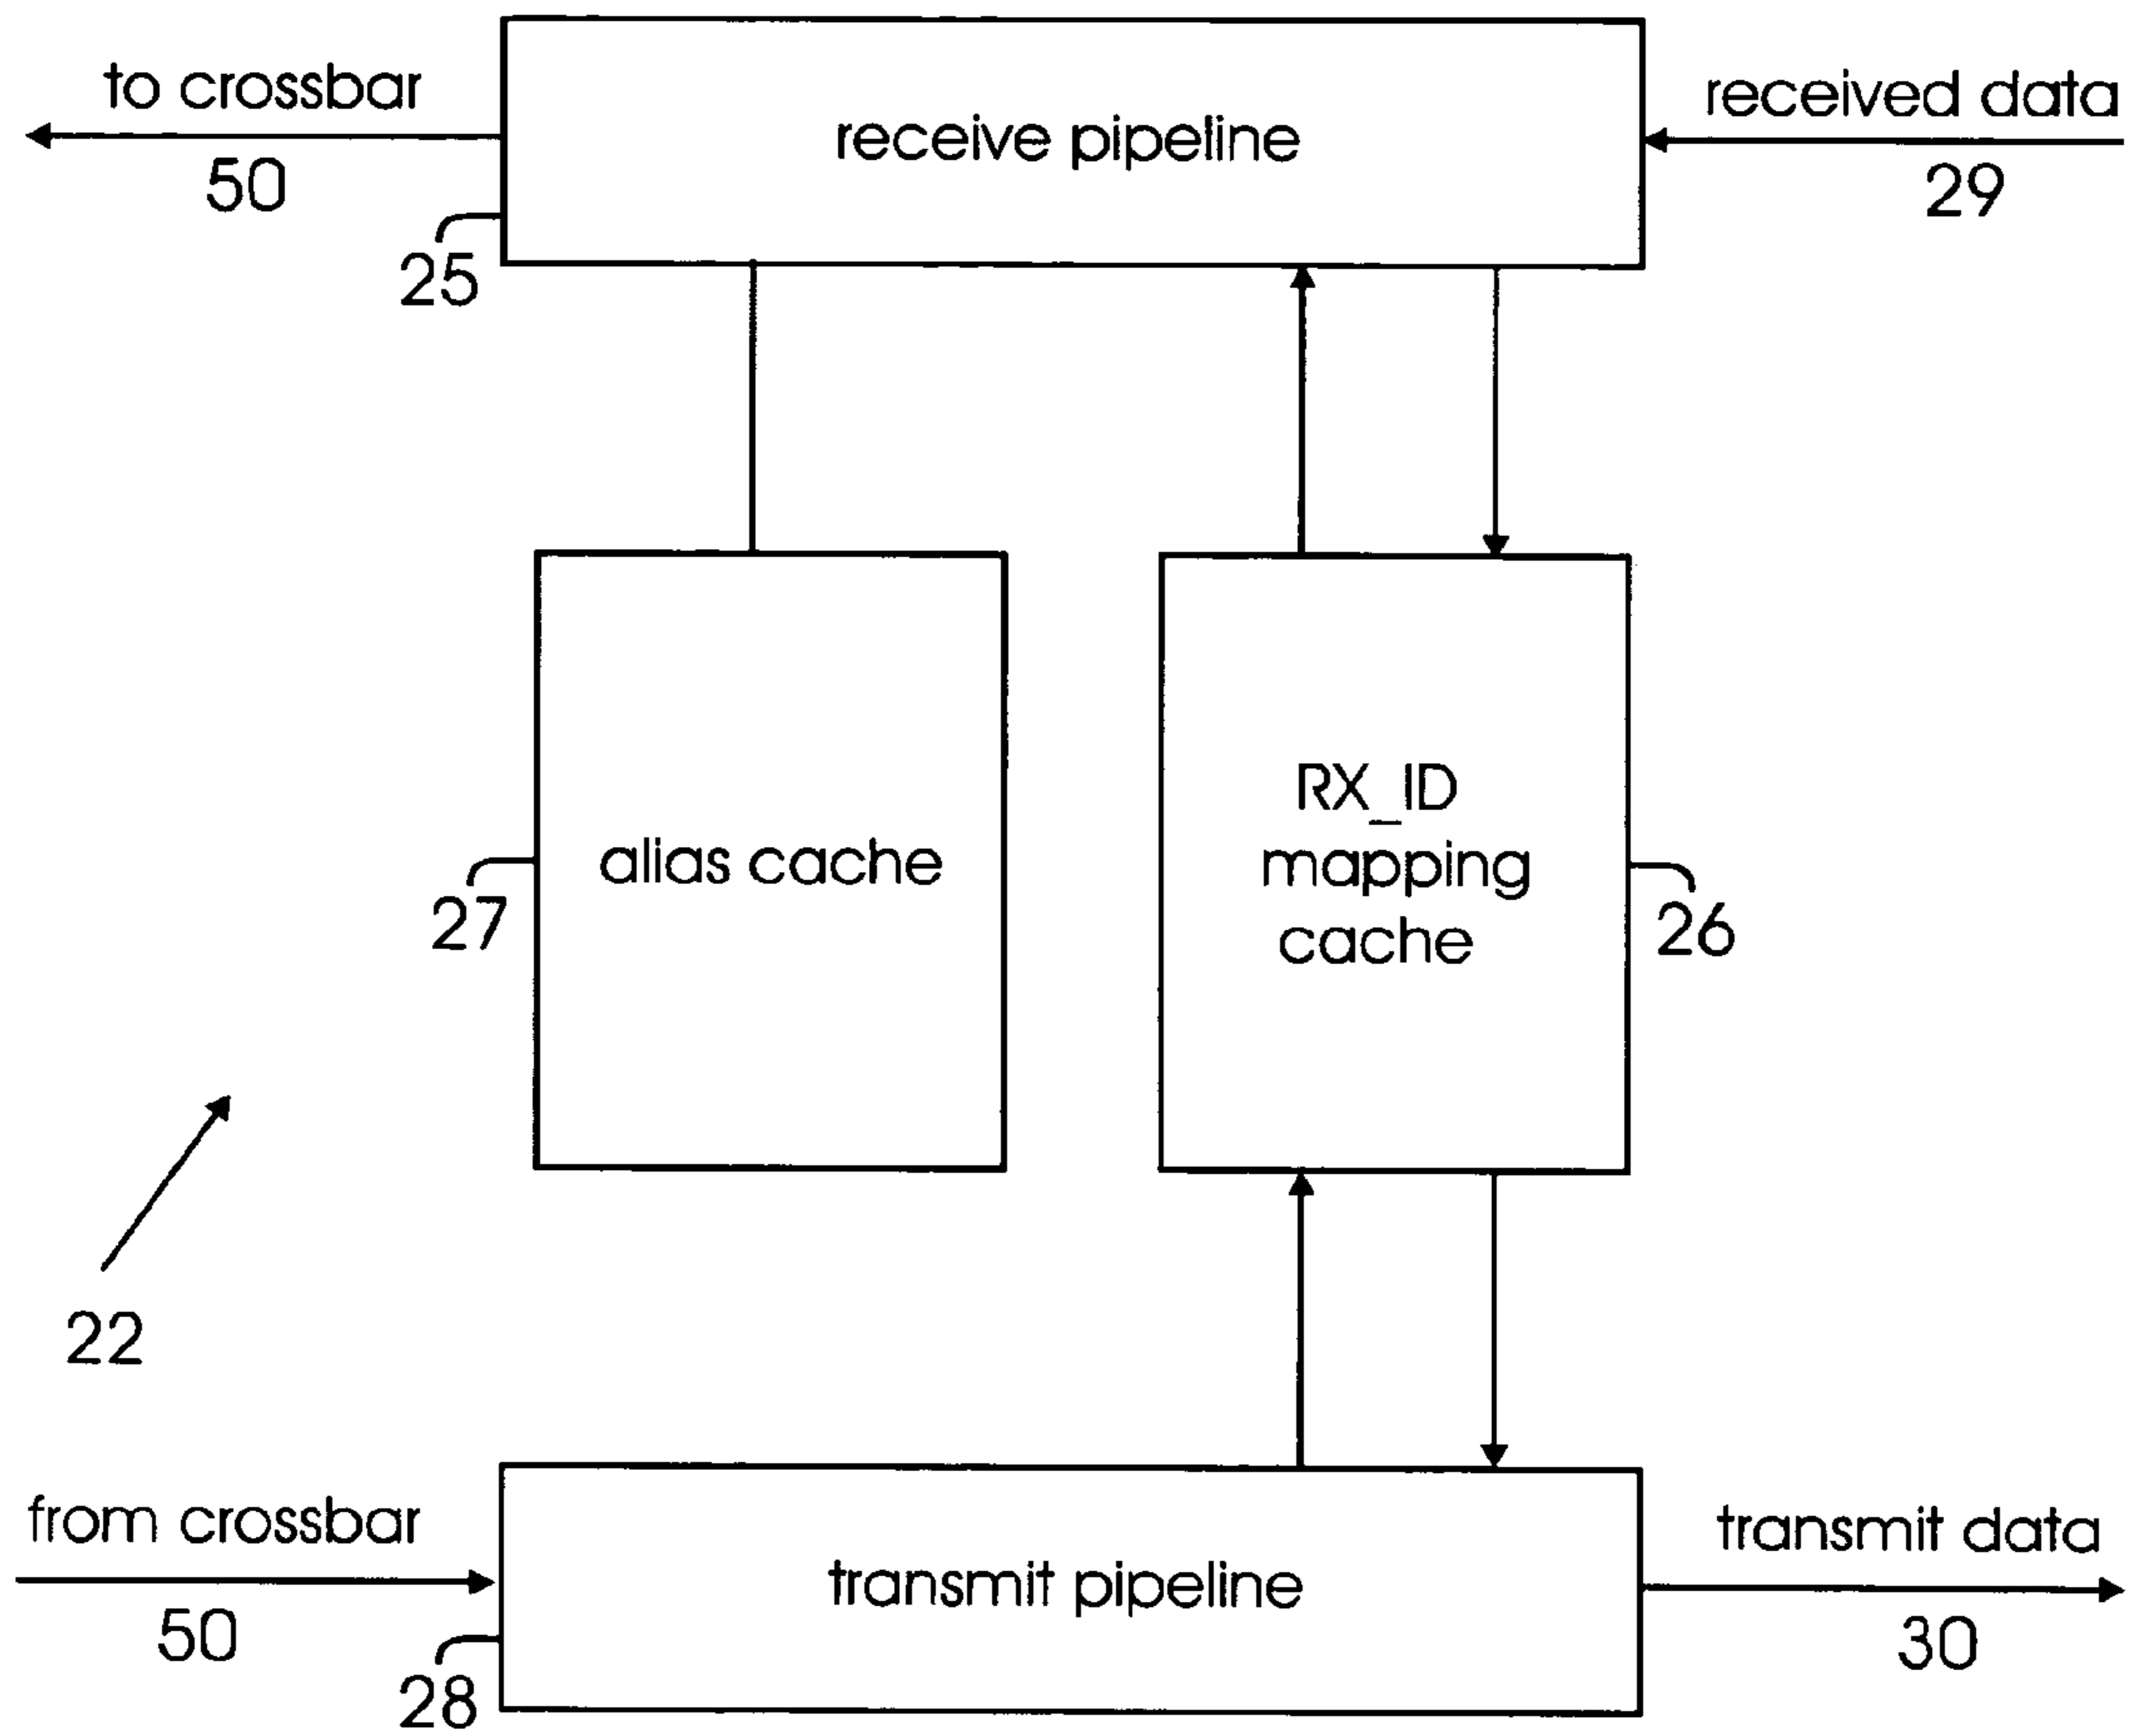 to crossbar
50
25
receive pipeline
received data
29
alias cache
27
RX_ID
mapping
cache
26
22
from crossbar
50
28
transmit pipeline
transmit data
30